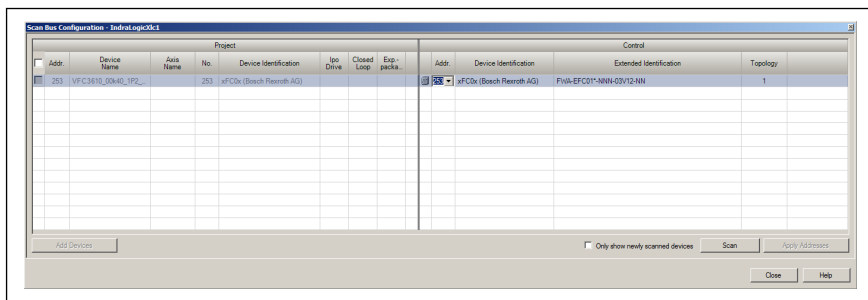 Scan Bus Configuration - IndraLogicXlc1
Project Control
Addr. Device Name Axis Name No. Device Identification Ipo Drive Closed Loop Exp.-packa... Addr. Device Identification Extended Identification Topology
253 VFC3610_00k40_1P2_... 253 xFC0x (Bosch Rexroth AG) 253 xFC0x (Bosch Rexroth AG) FWA-EFC01*-NNN-03V12-NN 1
Add Devices Only show newly scanned devices Scan Apply Addresses
Close Help